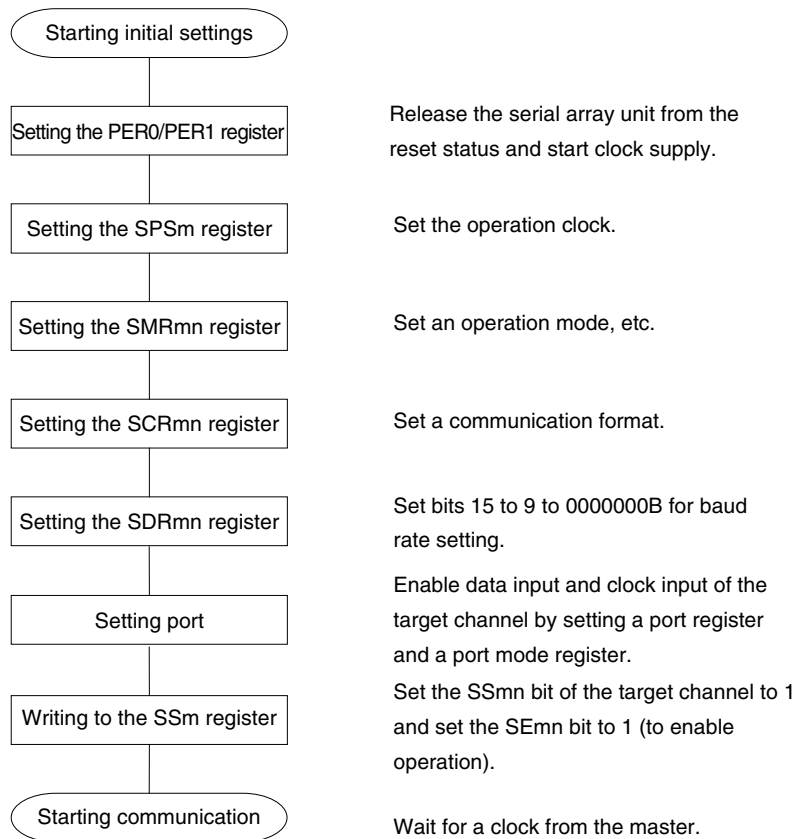 Starting initial settings
Setting the PER0/PER1 register
Release the serial array unit from the
reset status and start clock supply.
Setting the SPSm register
Set the operation clock.
Setting the SMRmn register
Set an operation mode, etc.
Setting the SCRmn register
Set a communication format.
Setting the SDRmn register
Set bits 15 to 9 to 0000000B for baud
rate setting.
Setting port
Enable data input and clock input of the
target channel by setting a port register
and a port mode register.
Writing to the SSm register
Set the SSmn bit of the target channel to 1
and set the SEmn bit to 1 (to enable
operation).
Starting communication
Wait for a clock from the master.